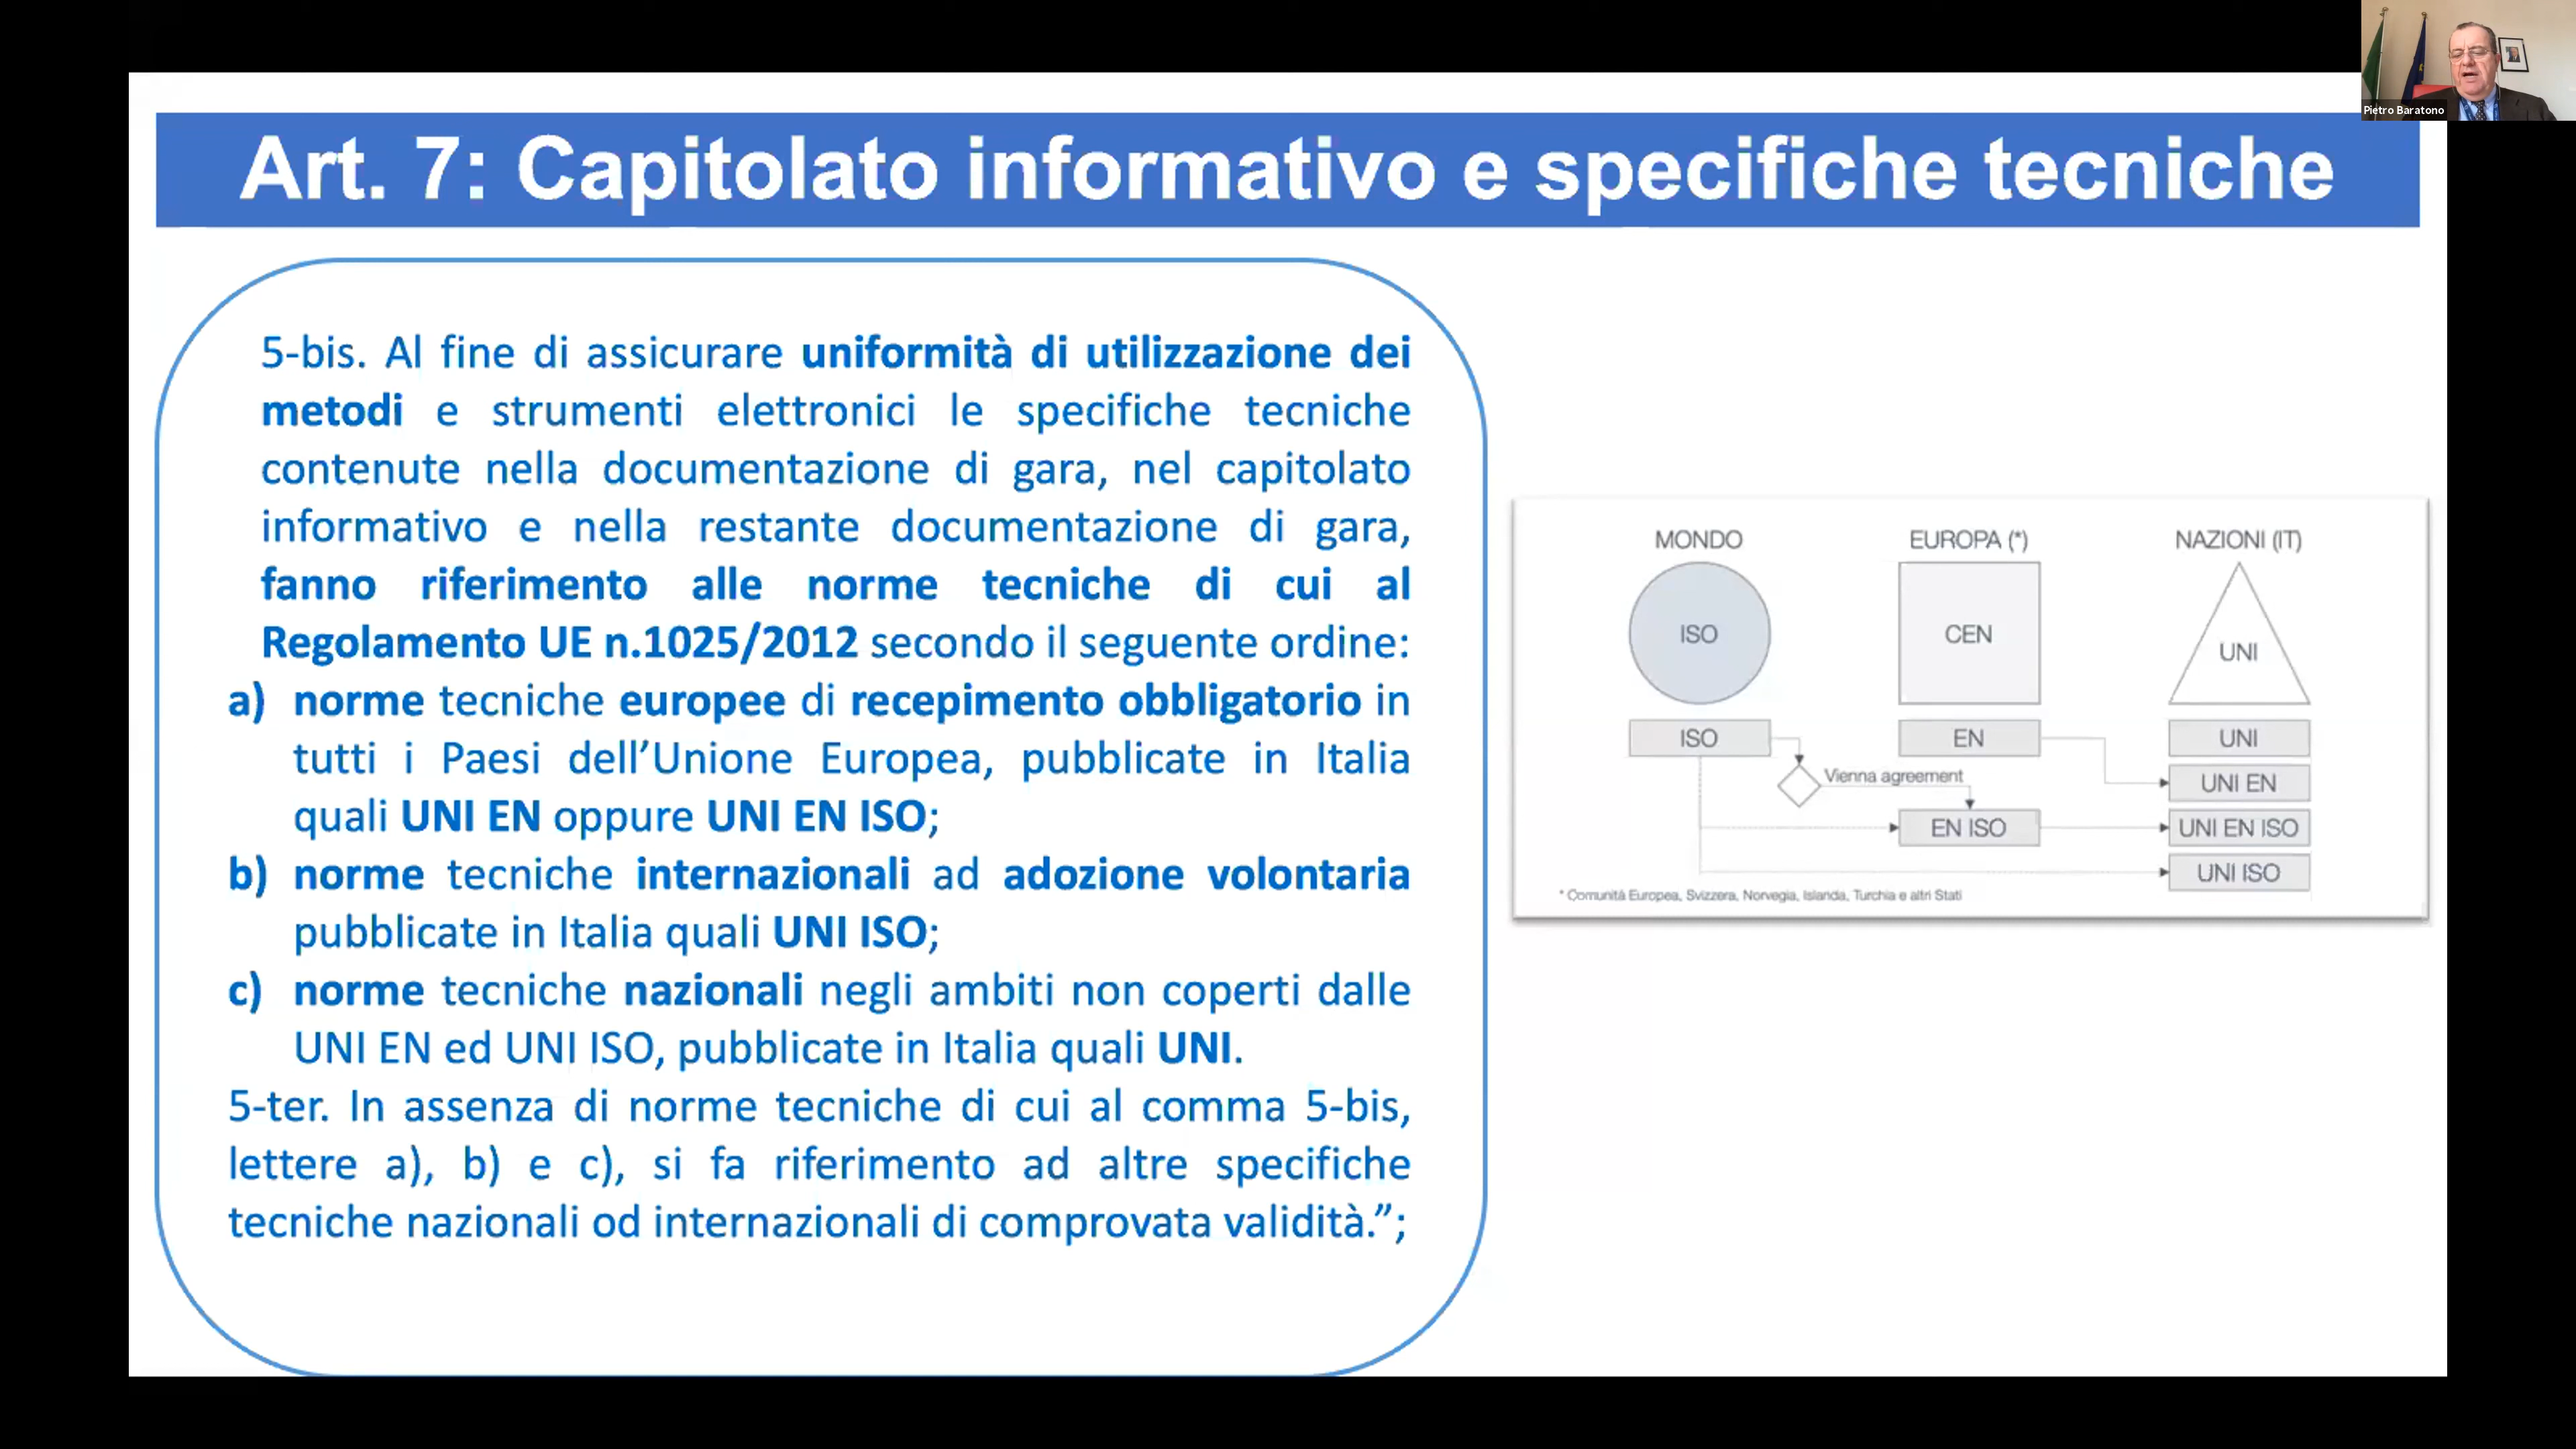 Pietro Baratono
Art. 7: Capitolato informativo e specifiche tecniche
5-bis. Al fine di assicurare uniformità di utilizzazione dei
metodi e strumenti elettronici le specifiche tecniche
contenute nella documentazione di gara, nel capitolato
informativo e nella restante documentazione di gara,
fanno riferimento alle norme tecniche di cui al
Regolamento UE n.1025/2012 secondo il seguente ordine:
a) norme tecniche europee di recepimento obbligatorio in
tutti i Paesi dell’Unione Europea, pubblicate in Italia
quali UNI EN oppure UNI EN ISO;
b) norme tecniche internazionali ad adozione volontaria
pubblicate in Italia quali UNI ISO;
c) norme tecniche nazionali negli ambiti non coperti dalle
UNI EN ed UNI ISO, pubblicate in Italia quali UNI.
5-ter. In assenza di norme tecniche di cui al comma 5-bis,
lettere a), b) e c), si fa riferimento ad altre specifiche
tecniche nazionali od internazionali di comprovata validità.”;
MONDO EUROPA (*) NAZIONI (IT)
ISO CEN UNI
ISO EN UNI
Vienna agreement UNI EN
EN ISO UNI EN ISO
UNI ISO
* Comunità Europea, Svizzera, Norvegia, Islanda, Turchia e altri Stati